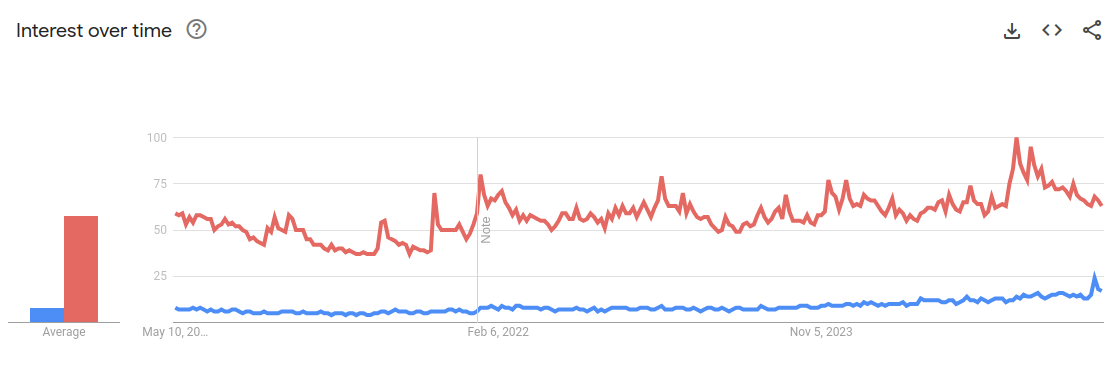 Interest over time
100
75
50
25
Note
Average
May 10, 20...
Feb 6, 2022
Nov 5, 2023